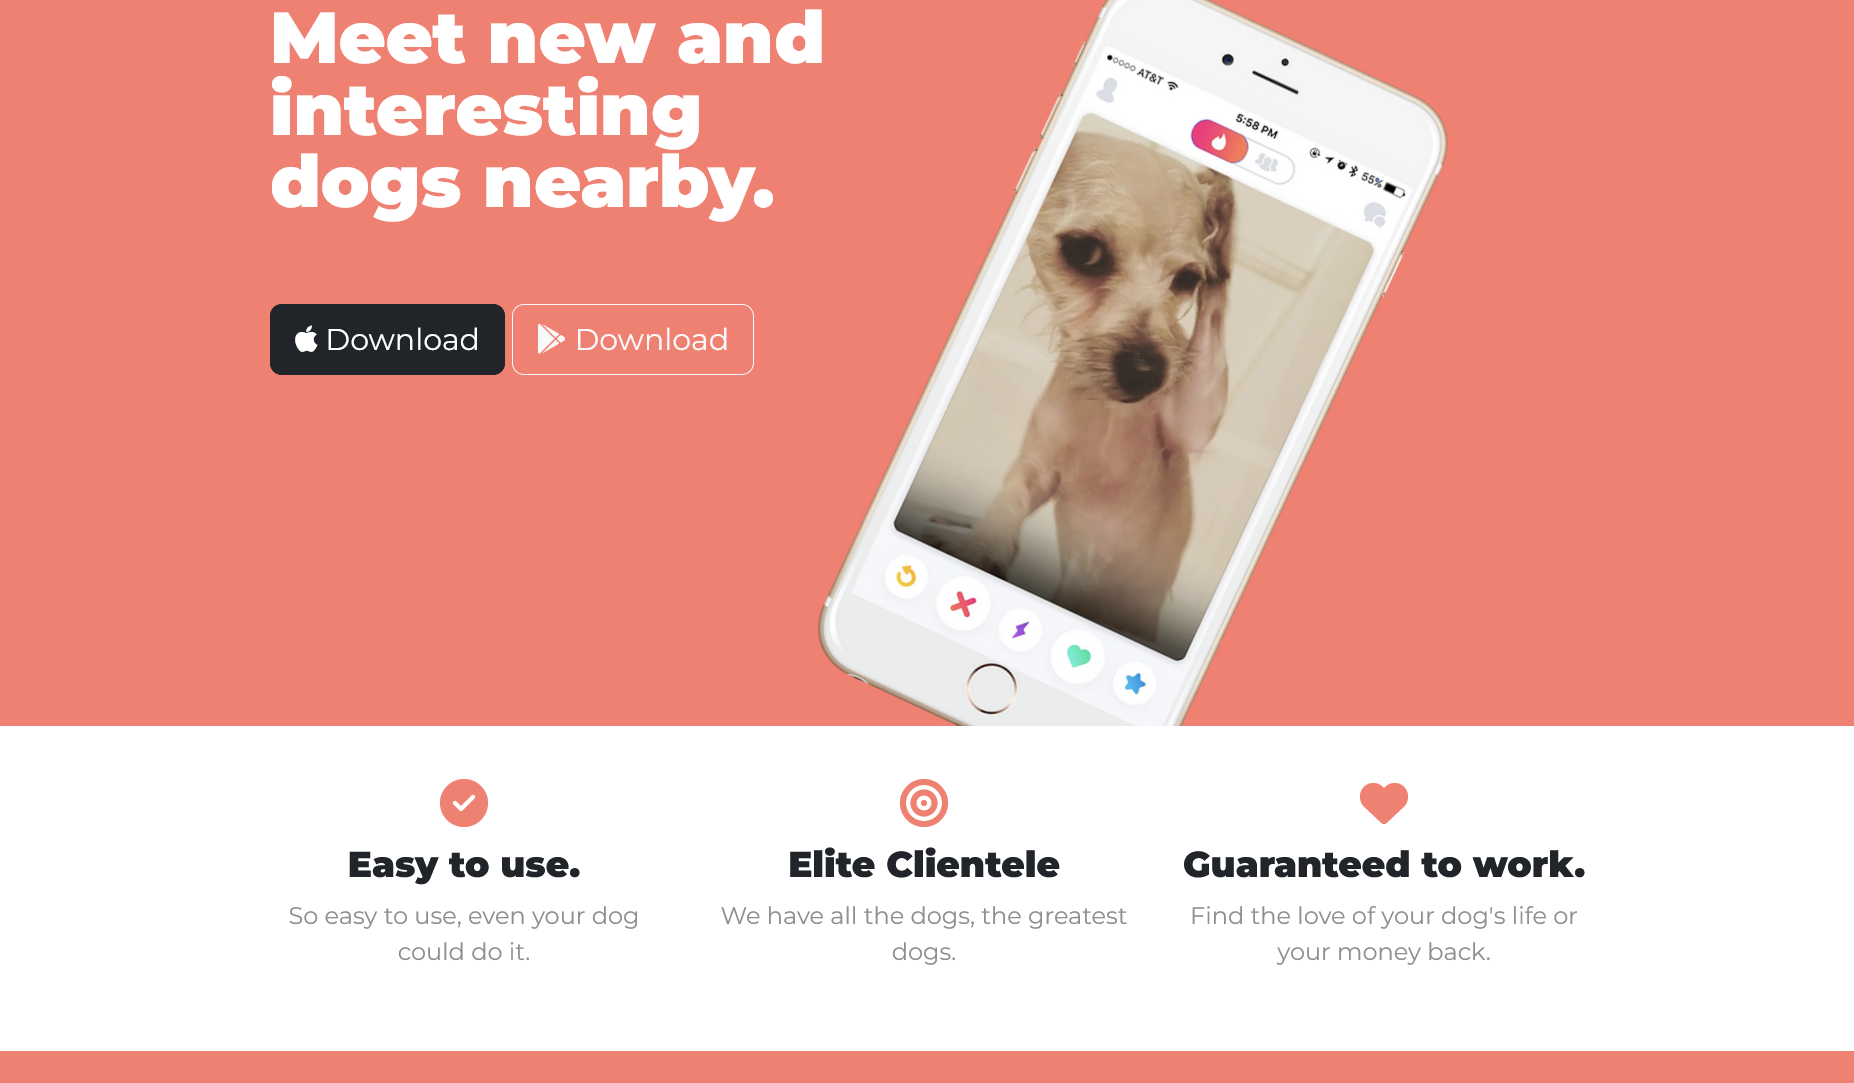 Meet new and
interesting
dogs nearby.
Download
Download
AT&T
5:58 PM
55%
Easy to use.
So easy to use, even your dog
could do it.
Elite Clientele
We have all the dogs, the greatest
dogs.
Guaranteed to work.
Find the love of your dog's life or
your money back.